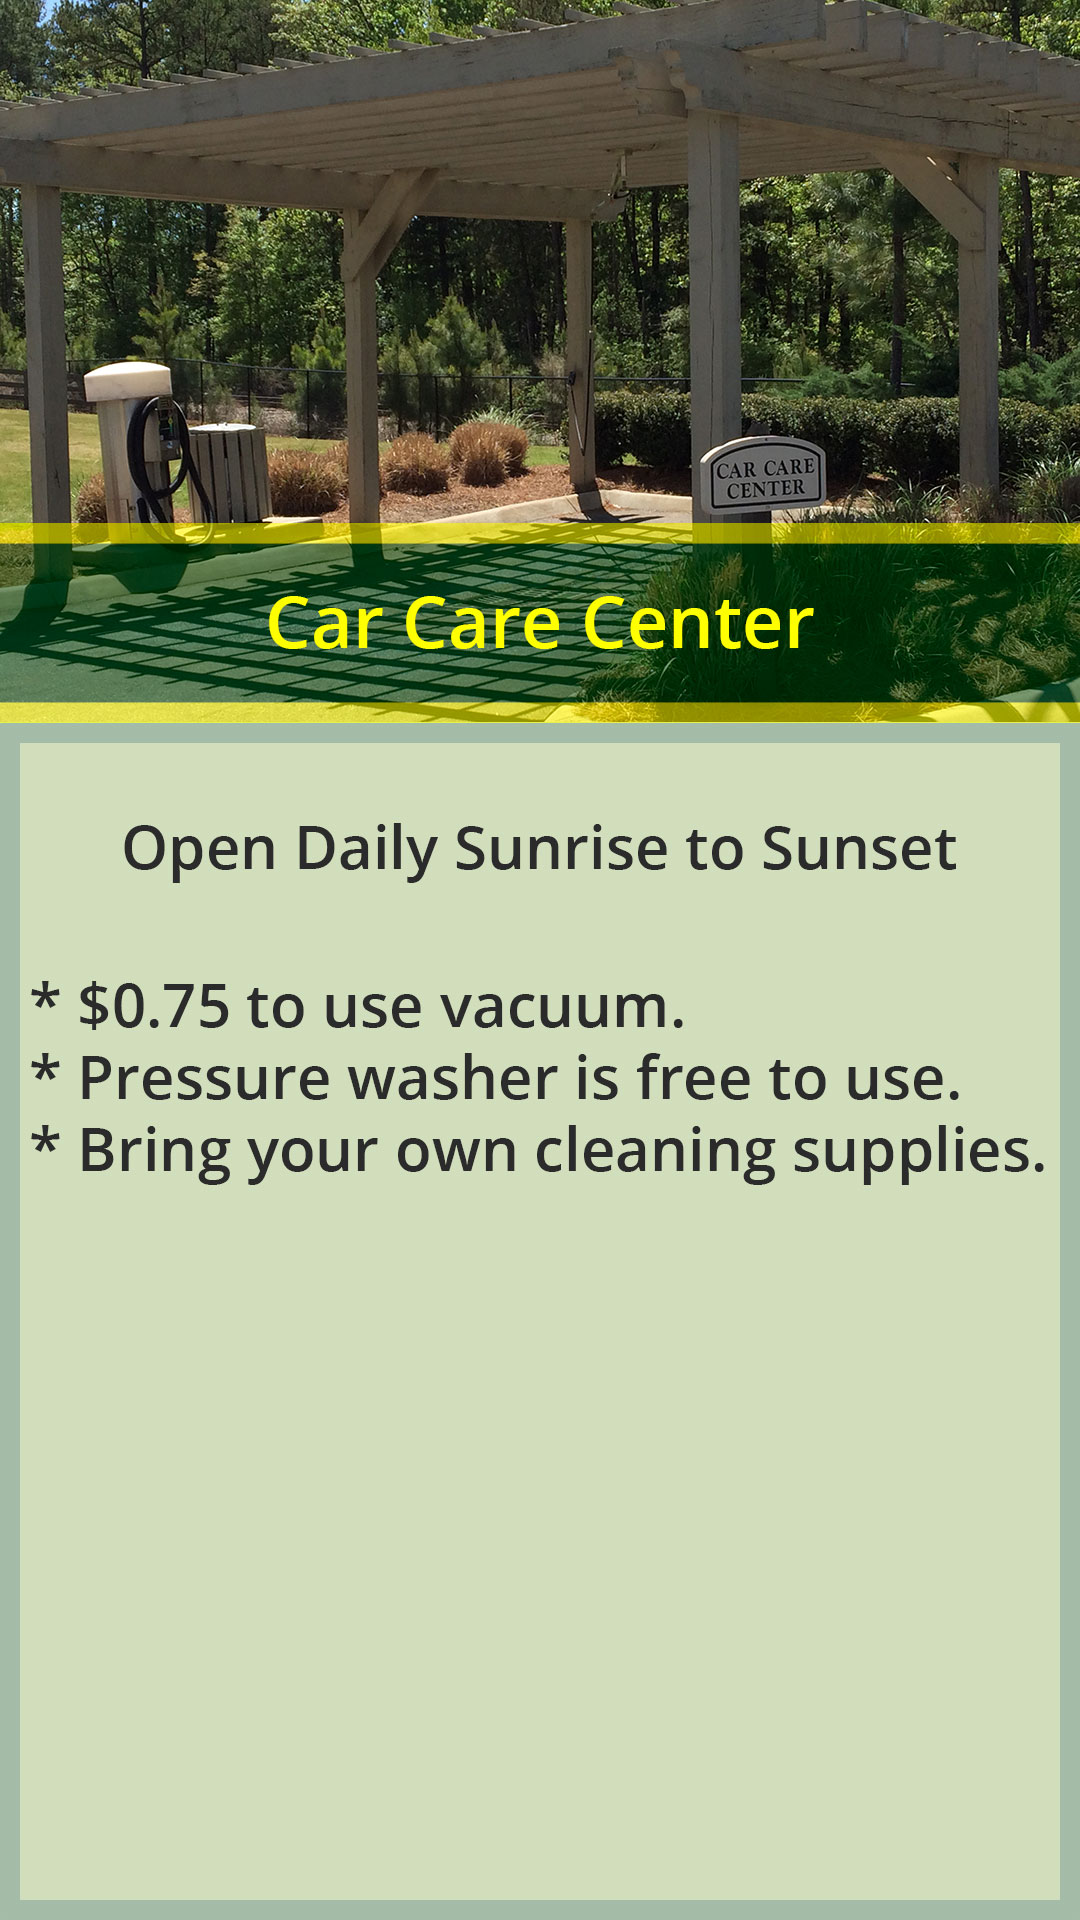 CAR CARE
CENTER
Car Care Center
Open Daily Sunrise to Sunset
* $0.75 to use vacuum.
* Pressure washer is free to use.
* Bring your own cleaning supplies.